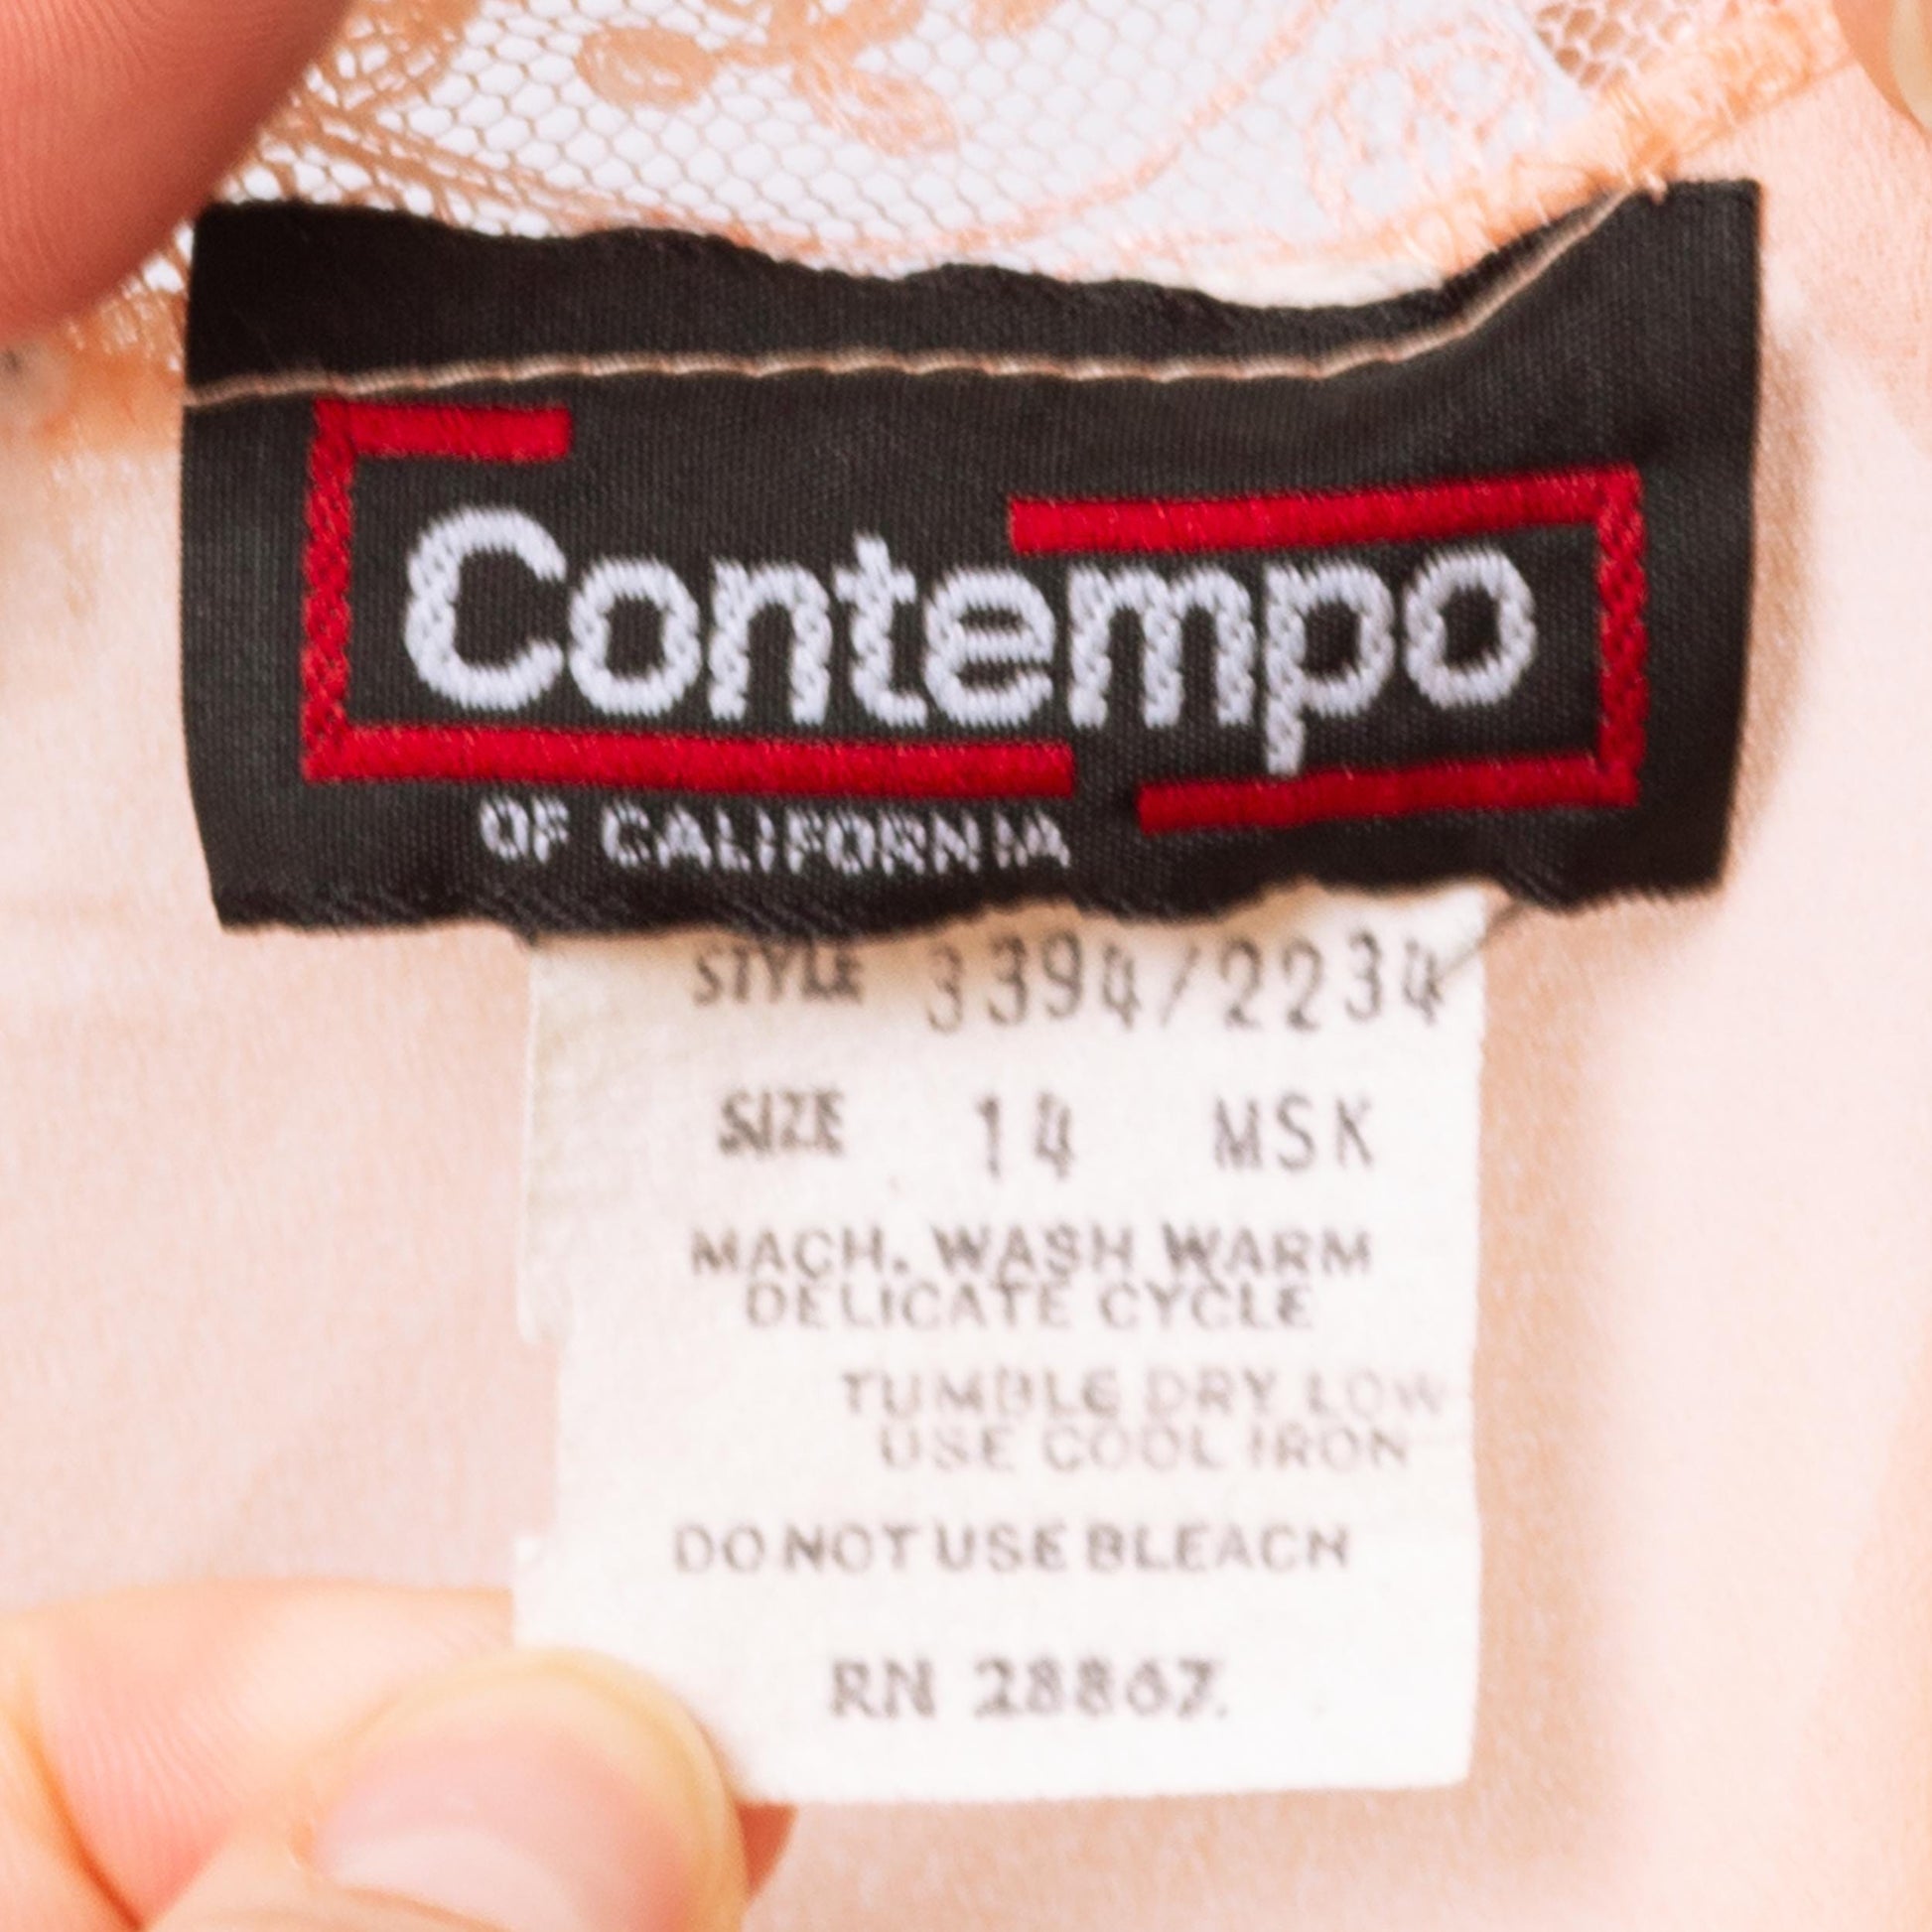 Contempo
OF CALIFORNIA
STYLE 3394/2234
SIZE 14 MSK
MACH. WASH WARM
DELICATE CYCLE
TUMBLE DRY LOW
USE COOL IRON
DO NOT USE BLEACH
RN 28867.